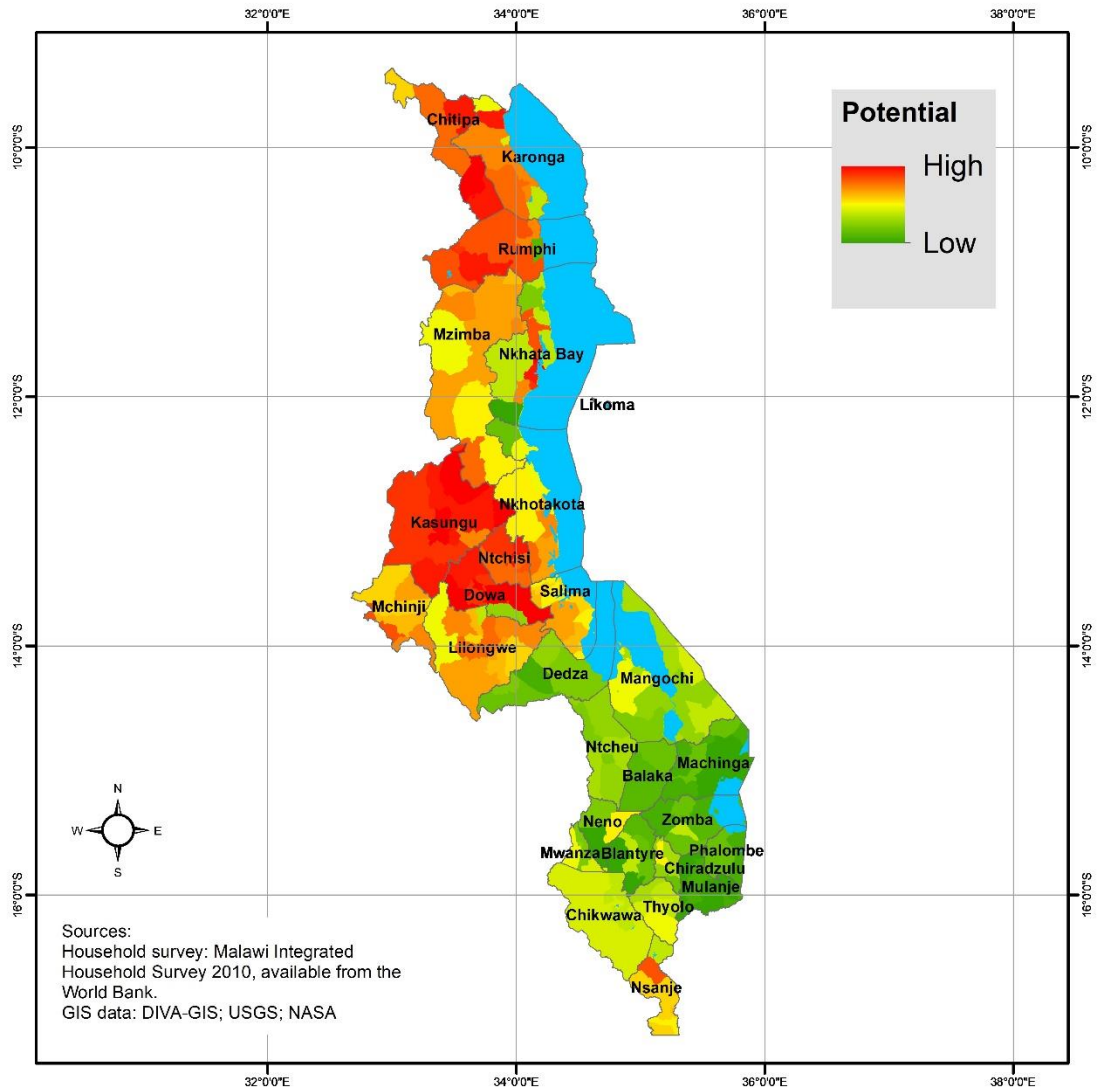 32°0'0"E
34°0'0"E
36°0'0"E
38°0'0"E
Potential
High
Low
10°0'0"S
10°0'0"S
12°0'0"S
12°0'0"S
14°0'0"S
14°0'0"S
16°0'0"S
16°0'0"S
Chitipa
Karonga
Rumphi
Mzimba
Nkhata Bay
Likoma
Nkhotakota
Kasungu
Ntchisi
Dowa
Salima
Mchinji
Lilongwe
Dedza
Mangochi
Ntcheu
Machinga
Balaka
Neno
Zomba
Mwanza
Blantyre
Phalombe
Chiradzulu
Mulanje
Thyolo
Chikwawa
Nsanje
N
W
E
S
Sources:
Household survey: Malawi Integrated
Household Survey 2010, available from the
World Bank.
GIS data: DIVA-GIS; USGS; NASA
32°0'0"E
34°0'0"E
36°0'0"E
38°0'0"E